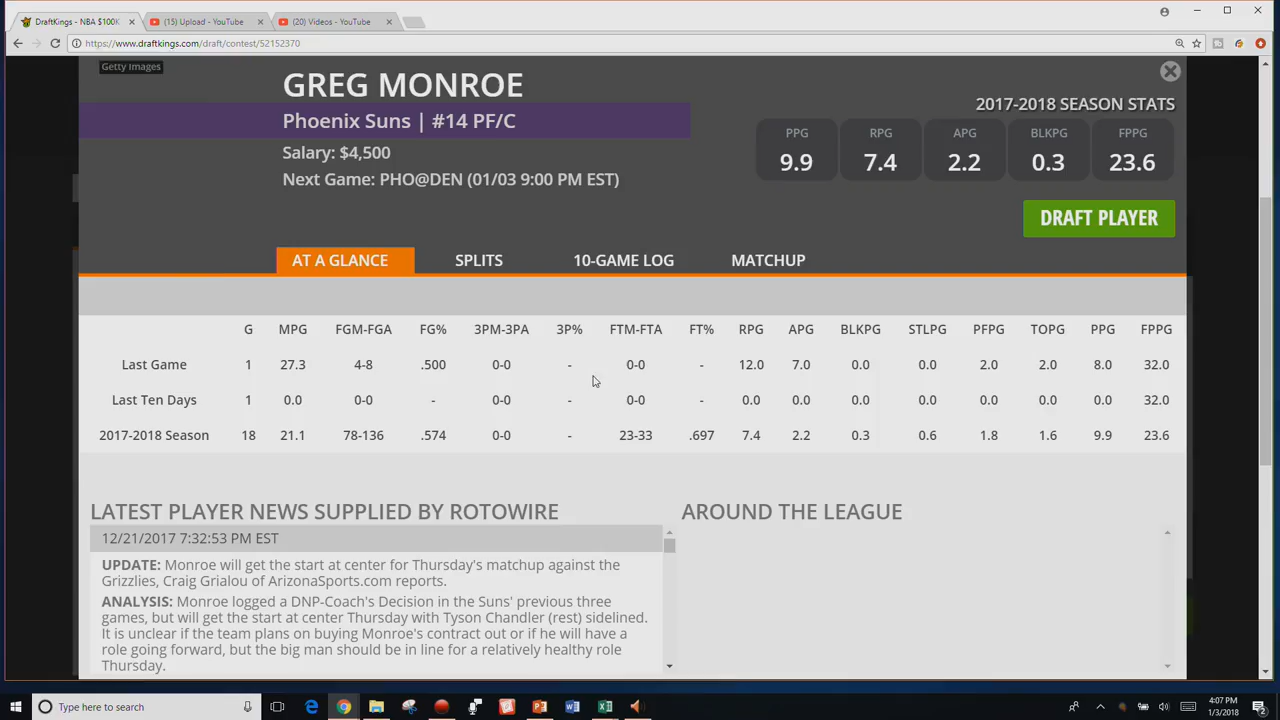 DraftKings - NBA $100K
(15) Upload - YouTube
(20) Videos - YouTube
https://www.draftkings.com/draft/contest/52152370
Getty Images
GREG MONROE
Phoenix Suns | #14 PF/C
Salary: $4,500
Next Game: PHO@DEN (01/03 9:00 PM EST)
2017-2018 SEASON STATS
PPG RPG APG BLKPG FPPG
9.9 7.4 2.2 0.3 23.6
DRAFT PLAYER
AT A GLANCE SPLITS 10-GAME LOG MATCHUP
G MPG FGM-FGA FG% 3PM-3PA 3P% FTM-FTA FT% RPG APG BLKPG STLPG PFPG TOPG PPG FPPG
Last Game 1 27.3 4-8 .500 0-0 - 0-0 - 12.0 7.0 0.0 0.0 2.0 2.0 8.0 32.0
Last Ten Days 1 0.0 0-0 - 0-0 - 0-0 - 0.0 0.0 0.0 0.0 0.0 0.0 0.0 32.0
2017-2018 Season 18 21.1 78-136 .574 0-0 - 23-33 .697 7.4 2.2 0.3 0.6 1.8 1.6 9.9 23.6
LATEST PLAYER NEWS SUPPLIED BY ROTOWIRE
12/21/2017 7:32:53 PM EST
UPDATE: Monroe will get the start at center for Thursday's matchup against the
Grizzlies, Craig Grialou of ArizonaSports.com reports.
ANALYSIS: Monroe logged a DNP-Coach's Decision in the Suns' previous three
games, but will get the start at center Thursday with Tyson Chandler (rest) sidelined.
It is unclear if the team plans on buying Monroe's contract out or if he will have a
role going forward, but the big man should be in line for a relatively healthy role
Thursday.
AROUND THE LEAGUE
Type here to search
4:07 PM
1/3/2018
2